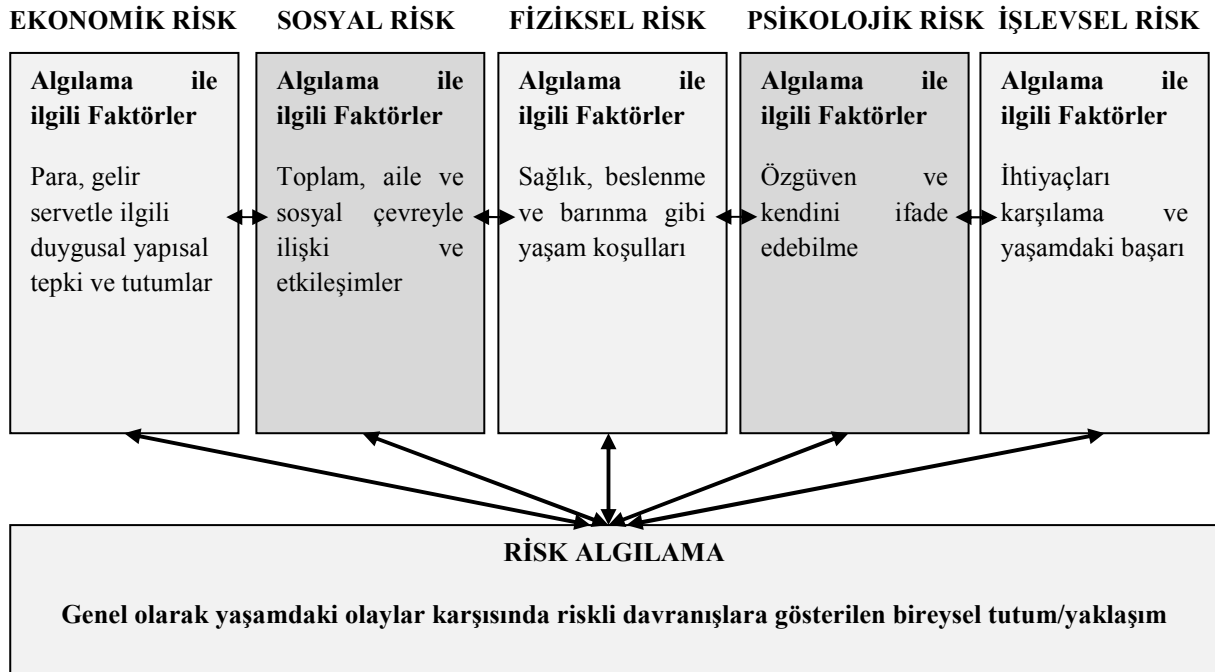 EKONOMİK RİSK
SOSYAL RİSK
FİZİKSEL RİSK
PSİKOLOJİK RİSK
İŞLEVSEL RİSK
Algılama ile
ilgili Faktörler
Para, gelir
servetle ilgili
duygusal yapısal
tepki ve tutumlar
Algılama ile
ilgili Faktörler
Toplam, aile ve
sosyal çevreyle
ilişki ve
etkileşimler
Algılama ile
ilgili Faktörler
Sağlık, beslenme
ve barınma gibi
yaşam koşulları
Algılama ile
ilgili Faktörler
Özgüven ve
kendini ifade
edebilme
Algılama ile
ilgili Faktörler
İhtiyaçları
karşılama ve
yaşamdaki başarı
RİSK ALGILAMA
Genel olarak yaşamdaki olaylar karşısında riskli davranışlara gösterilen bireysel tutum/yaklaşım